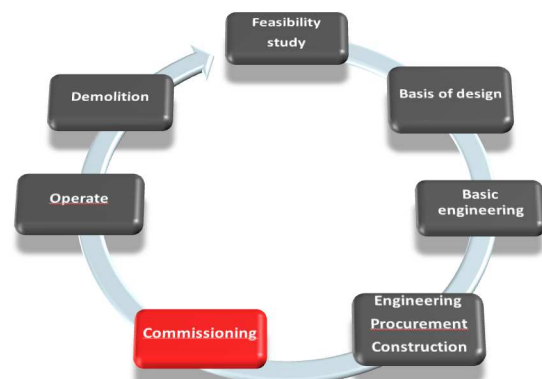 Feasibility
study
Basis of design
Basic
engineering
Engineering
Procurement
Construction
Commissioning
Operate
Demolition